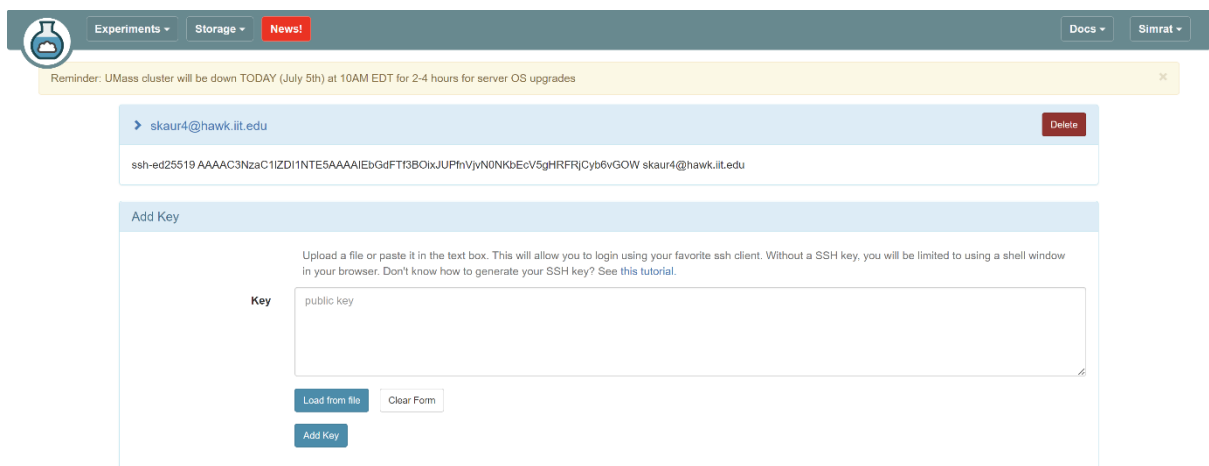 Experiments Storage News! Docs Simrat
Reminder: UMass cluster will be down TODAY (July 5th) at 10AM EDT for 2-4 hours for server OS upgrades ×
skaur4@hawk.iit.edu Delete
ssh-ed25519 AAAAC3NzaC1lZDI1NTE5AAAAIEbGdFTf3BOixJUPfnVjvN0NKbEcV5gHRFRjCyb6vGOW skaur4@hawk.iit.edu
Add Key
Upload a file or paste it in the text box. This will allow you to login using your favorite ssh client. Without a SSH key, you will be limited to using a shell window
in your browser. Don't know how to generate your SSH key? See this tutorial.
Key public key
Load from file Clear Form
Add Key